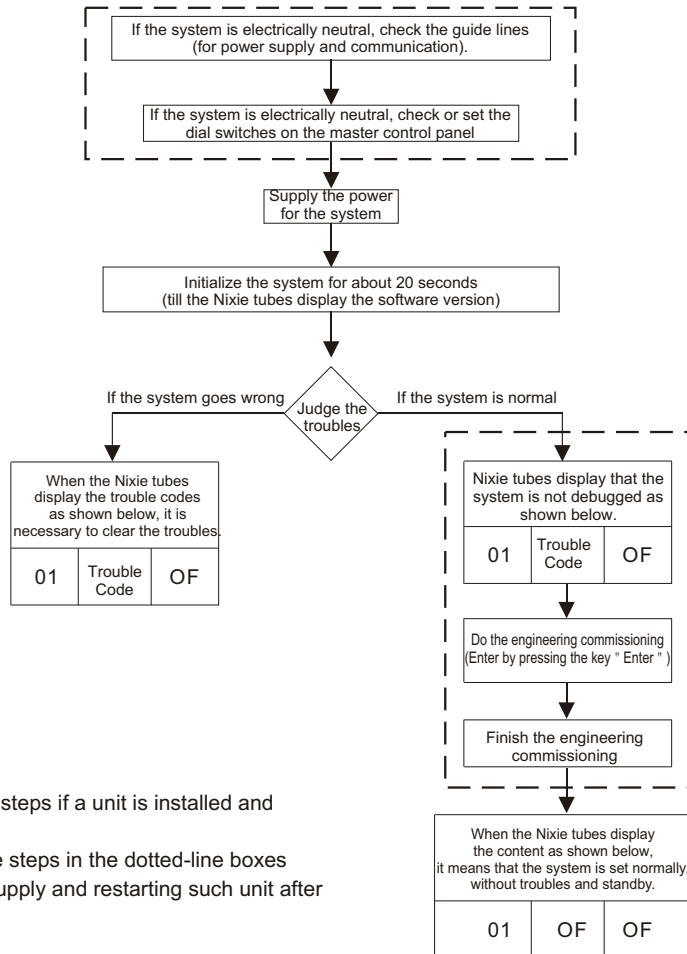 If the system is electrically neutral, check the guide lines
(for power supply and communication).
If the system is electrically neutral, check or set the
dial switches on the master control panel
Supply the power
for the system
Initialize the system for about 20 seconds
(till the Nixie tubes display the software version)
If the system goes wrong
Judge the
troubles
If the system is normal
When the Nixie tubes
display the trouble codes
as shown below, it is
necessary to clear the troubles.
01
Trouble
Code
OF
Nixie tubes display that the
system is not debugged as
shown below.
01
Trouble
Code
OF
Do the engineering commissioning
(Enter by pressing the key " Enter " )
Finish the engineering
commissioning
steps if a unit is installed and
steps in the dotted-line boxes
supply and restarting such unit after
When the Nixie tubes display
the content as shown below,
it means that the system is set normally,
without troubles and standby.
01
OF
OF